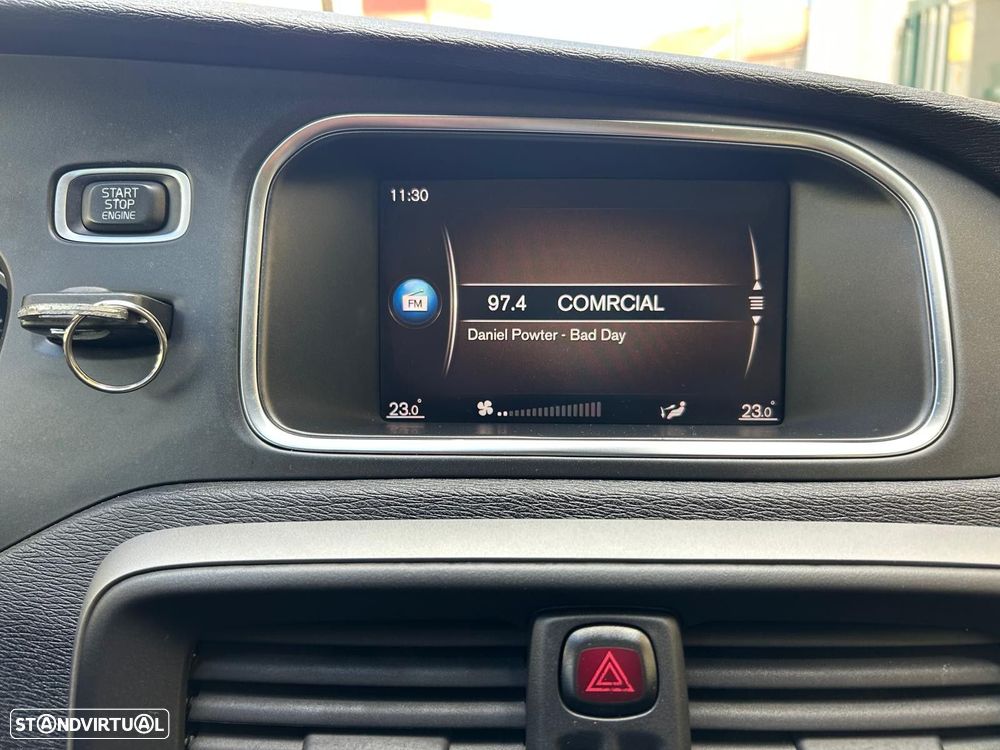 START
STOP
ENGINE
11:30
FM
97.4 COMRCIAL
Daniel Powter - Bad Day
23.0° 23.0°
STANDVIRTUAL